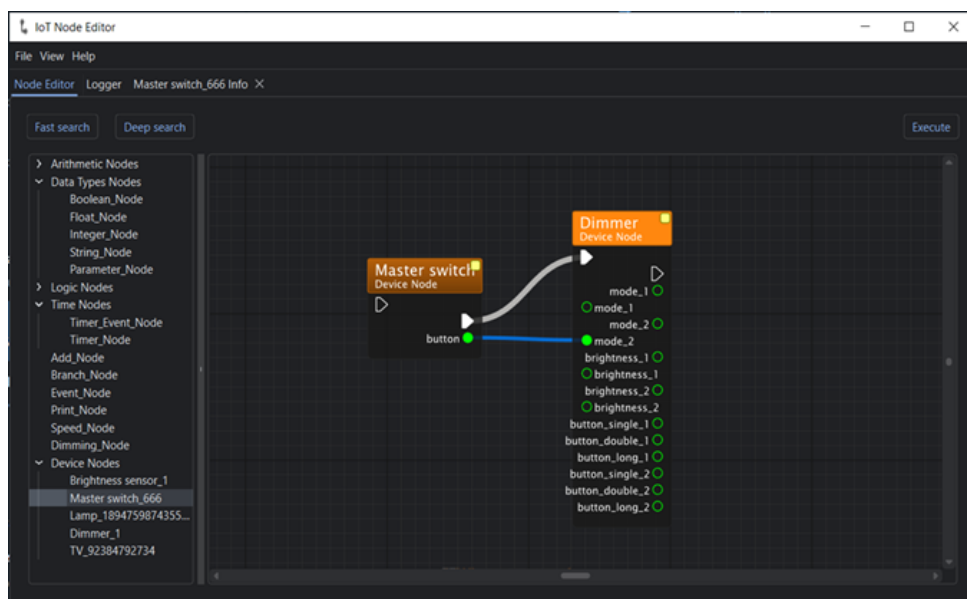 IoT Node Editor
File View Help
Node Editor Logger Master switch_666 Info
Fast search Deep search Execute
Arithmetic Nodes
Data Types Nodes
Boolean_Node
Float_Node
Integer_Node
String_Node
Parameter_Node
Logic Nodes
Time Nodes
Timer_Event_Node
Timer_Node
Add_Node
Branch_Node
Event_Node
Print_Node
Speed_Node
Dimming_Node
Device Nodes
Brightness sensor_1
Master switch_666
Lamp_1894759874355...
Dimmer_1
TV_92384792734
Master switch
Device Node
button
Dimmer
Device Node
mode_1
mode_1
mode_2
mode_2
brightness_1
brightness_1
brightness_2
brightness_2
button_single_1
button_double_1
button_long_1
button_single_2
button_double_2
button_long_2